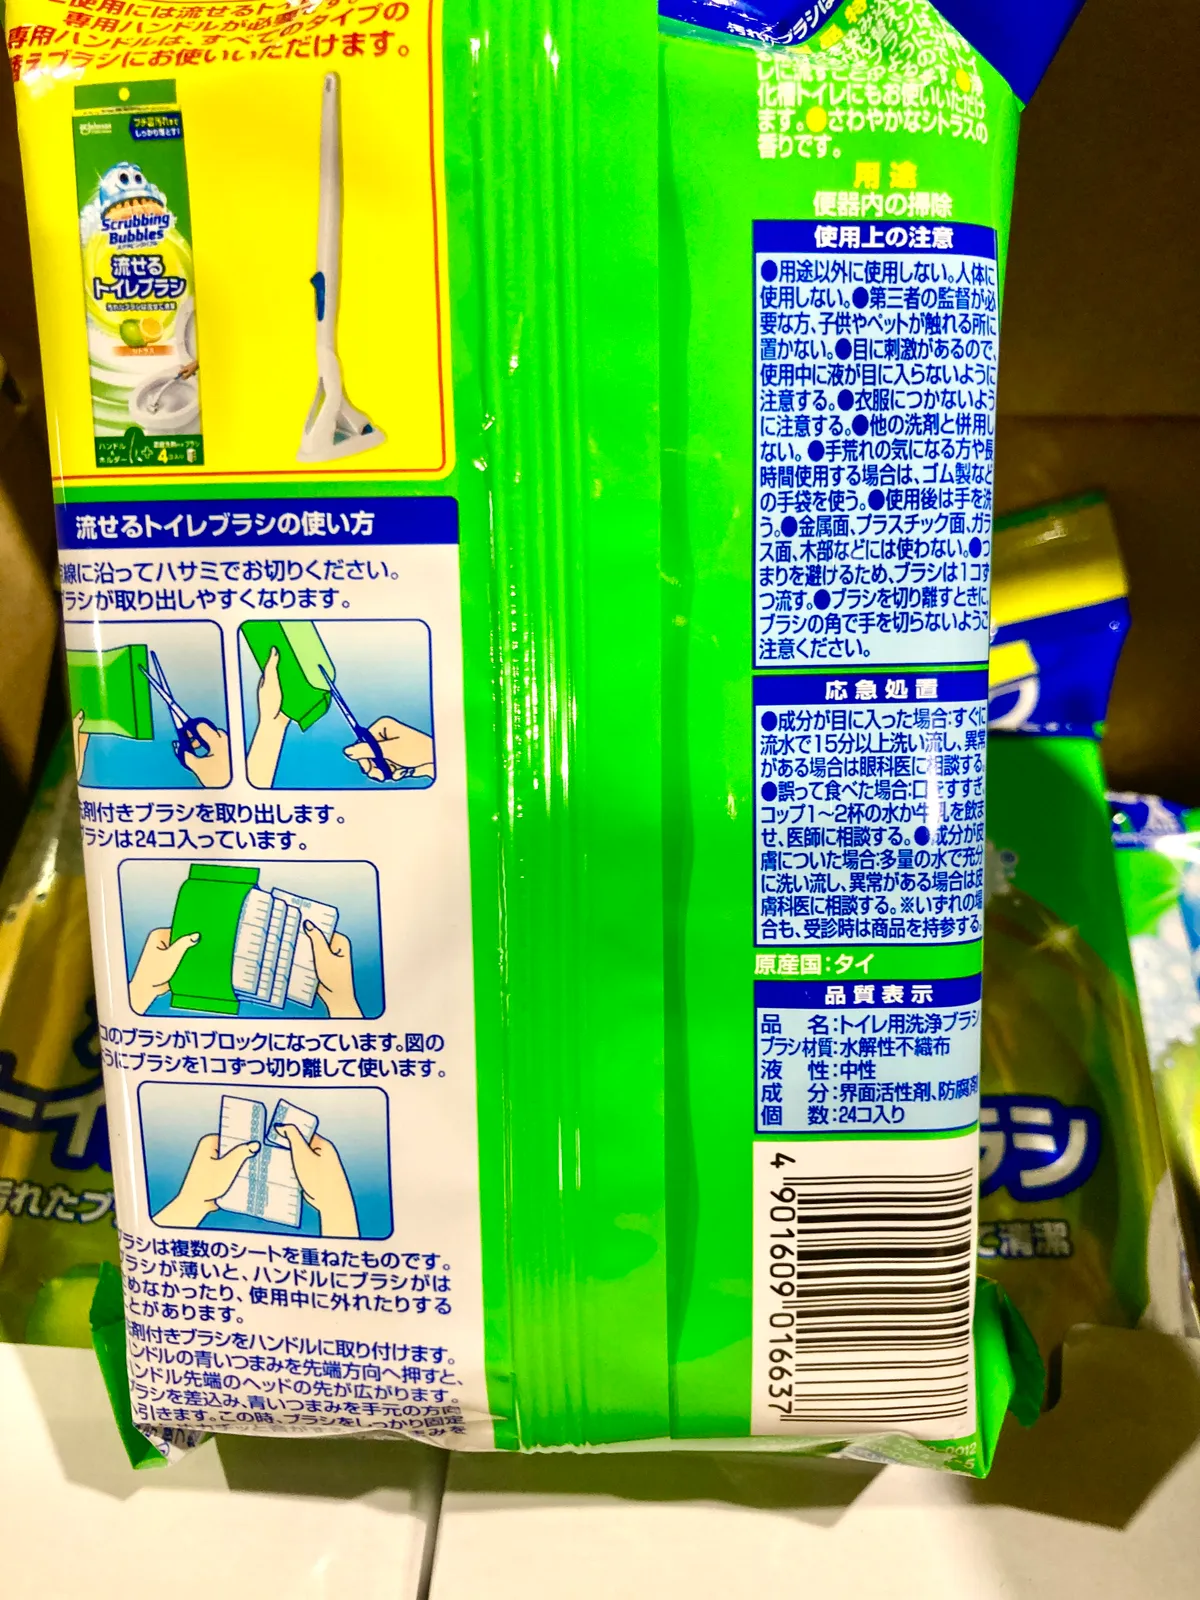 専用ハンドルが必要です。
専用ハンドルは、すべてのタイプの
替えブラシにお使いいただけます。
Scrubbing
Bubbles
流せる
トイレブラシ
シトラス
ハンドル
ホルダー
4
流せるトイレブラシの使い方
線に沿ってハサミでお切りください。
ブラシが取り出しやすくなります。
剤付きブラシを取り出します。
ブラシは24コ入っています。
コのブラシが1ブロックになっています。図の
ようにブラシを1コずつ切り離して使います。
ブラシは複数のシートを重ねたものです。
ブラシが薄いと、ハンドルにブラシがは
めなかったり、使用中に外れたりする
ことがあります。
剤付きブラシをハンドルに取り付けます。
ハンドルの青いつまみを先端方向へ押すと、
ハンドル先端のヘッドの先が広がります。
ブラシを差込み、青いつまみを手元の方向
へ引きます。この時、ブラシをしっかり固定
化槽トイレにもお使いいただけ
ます。●さわやかなシトラスの
香りです。
用途
便器内の掃除
使用上の注意
●用途以外に使用しない。人体に
使用しない。●第三者の監督が必
要な方、子供やペットが触れる所に
置かない。●目に刺激があるので、
使用中に液が目に入らないように
注意する。●衣服につかないよう
に注意する。●他の洗剤と併用し
ない。●手荒れの気になる方や長
時間使用する場合は、ゴム製など
の手袋を使う。●使用後は手を洗
う。●金属面、プラスチック面、ガラ
ス面、木部などには使わない。●つ
まりを避けるため、ブラシは1コず
つ流す。●ブラシを切り離すときに、
ブラシの角で手を切らないようご
注意ください。
応急処置
●成分が目に入った場合:すぐに
流水で15分以上洗い流し、異常
がある場合は眼科医に相談する。
●誤って食べた場合:口をすすぎ、
コップ1〜2杯の水か牛乳を飲ま
せ、医師に相談する。●成分が皮
膚についた場合:多量の水で充分
に洗い流し、異常がある場合は皮
膚科医に相談する。※いずれの場
合も、受診時は商品を持参する。
原産国:タイ
品質表示
品 名:トイレ用洗浄ブラシ
ブラシ材質:水解性不織布
液 性:中性
成 分:界面活性剤、防腐剤
個 数:24コ入り
4 901609 016637
ラシ
で清潔
汚れたブ